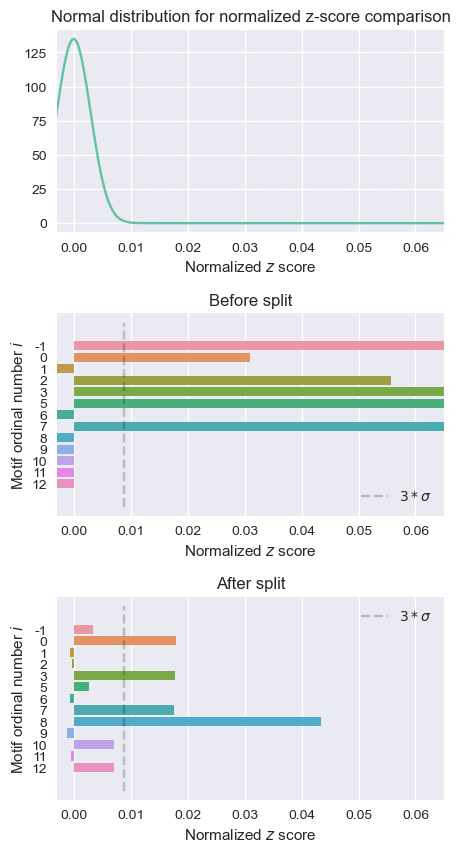 Normal distribution for normalized z-score comparison
125
100
75
50
25
0
0.00 0.01 0.02 0.03 0.04 0.05 0.06
Normalized z score
Before split
Motif ordinal number i
-1
0
1
2
3
5
6
7
8
9
10
11
12
3 * σ
0.00 0.01 0.02 0.03 0.04 0.05 0.06
Normalized z score
After split
Motif ordinal number i
3 * σ
-1
0
1
2
3
5
6
7
8
9
10
11
12
0.00 0.01 0.02 0.03 0.04 0.05 0.06
Normalized z score